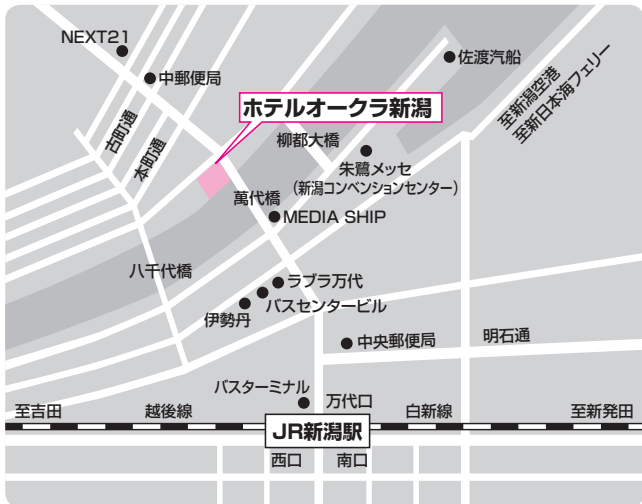 NEXT21
中郵便局
佐渡汽船
ホテルオークラ新潟
至新潟空港
至新日本海フェリー
古町通
本町通
柳都大橋
朱鷺メッセ
(新潟コンベンションセンター)
萬代橋
MEDIA SHIP
八千代橋
ラブラ万代
バスセンタービル
伊勢丹
中央郵便局
明石通
バスターミナル
万代口
至吉田
越後線
白新線
至新発田
JR新潟駅
西口
南口